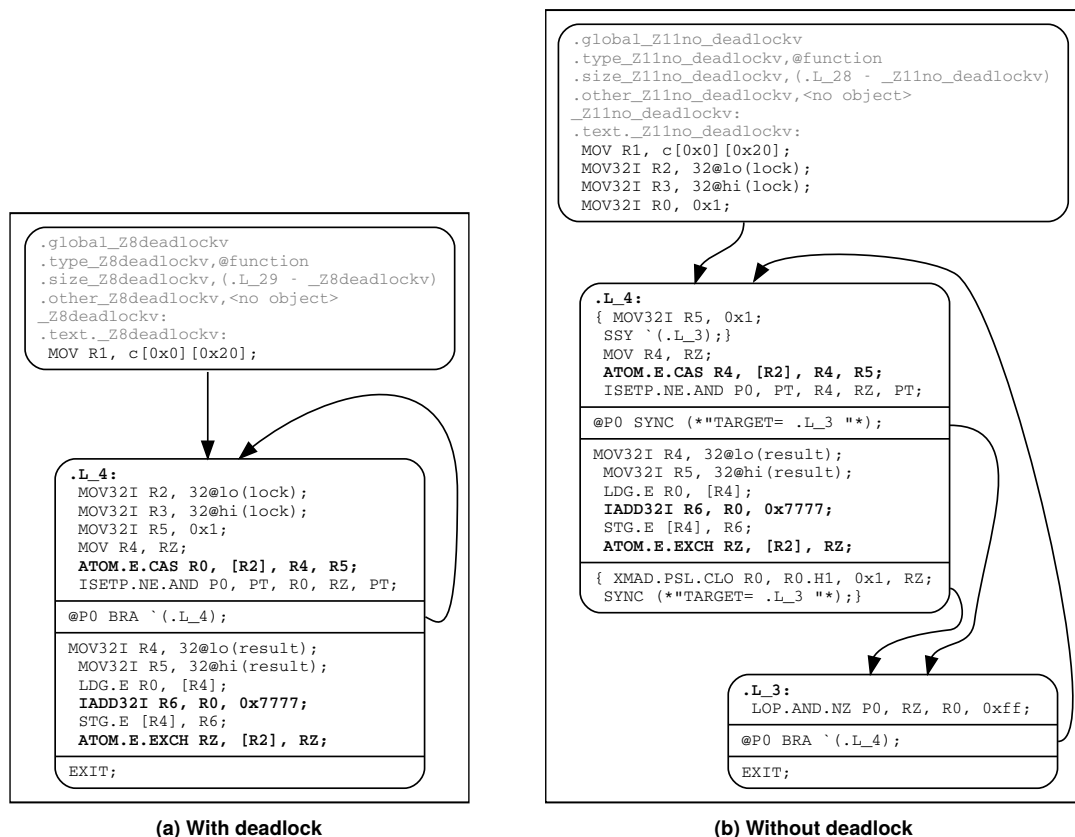 .global_Z8deadlockv
.type_Z8deadlockv,@function
.size_Z8deadlockv,(.L_29 - _Z8deadlockv)
.other_Z8deadlockv,<no object>
_Z8deadlockv:
.text._Z8deadlockv:
MOV R1, c[0x0][0x20];
.L_4:
MOV32I R2, 32@lo(lock);
MOV32I R3, 32@hi(lock);
MOV32I R5, 0x1;
MOV R4, RZ;
ATOM.E.CAS R0, [R2], R4, R5;
ISETP.NE.AND P0, PT, R0, RZ, PT;
@P0 BRA `(.L_4);
MOV32I R4, 32@lo(result);
MOV32I R5, 32@hi(result);
LDG.E R0, [R4];
IADD32I R6, R0, 0x7777;
STG.E [R4], R6;
ATOM.E.EXCH RZ, [R2], RZ;
EXIT;
(a) With deadlock
.global_Z11no_deadlockv
.type_Z11no_deadlockv,@function
.size_Z11no_deadlockv,(.L_28 - _Z11no_deadlockv)
.other_Z11no_deadlockv,<no object>
_Z11no_deadlockv:
.text._Z11no_deadlockv:
MOV R1, c[0x0][0x20];
MOV32I R2, 32@lo(lock);
MOV32I R3, 32@hi(lock);
MOV32I R0, 0x1;
.L_4:
{ MOV32I R5, 0x1;
SSY `(.L_3);}
MOV R4, RZ;
ATOM.E.CAS R4, [R2], R4, R5;
ISETP.NE.AND P0, PT, R4, RZ, PT;
@P0 SYNC (*"TARGET= .L_3 "*);
MOV32I R4, 32@lo(result);
MOV32I R5, 32@hi(result);
LDG.E R0, [R4];
IADD32I R6, R0, 0x7777;
STG.E [R4], R6;
ATOM.E.EXCH RZ, [R2], RZ;
{ XMAD.PSL.CLO R0, R0.H1, 0x1, RZ;
SYNC (*"TARGET= .L_3 "*);}
.L_3:
LOP.AND.NZ P0, RZ, R0, 0xff;
@P0 BRA `(.L_4);
EXIT;
(b) Without deadlock